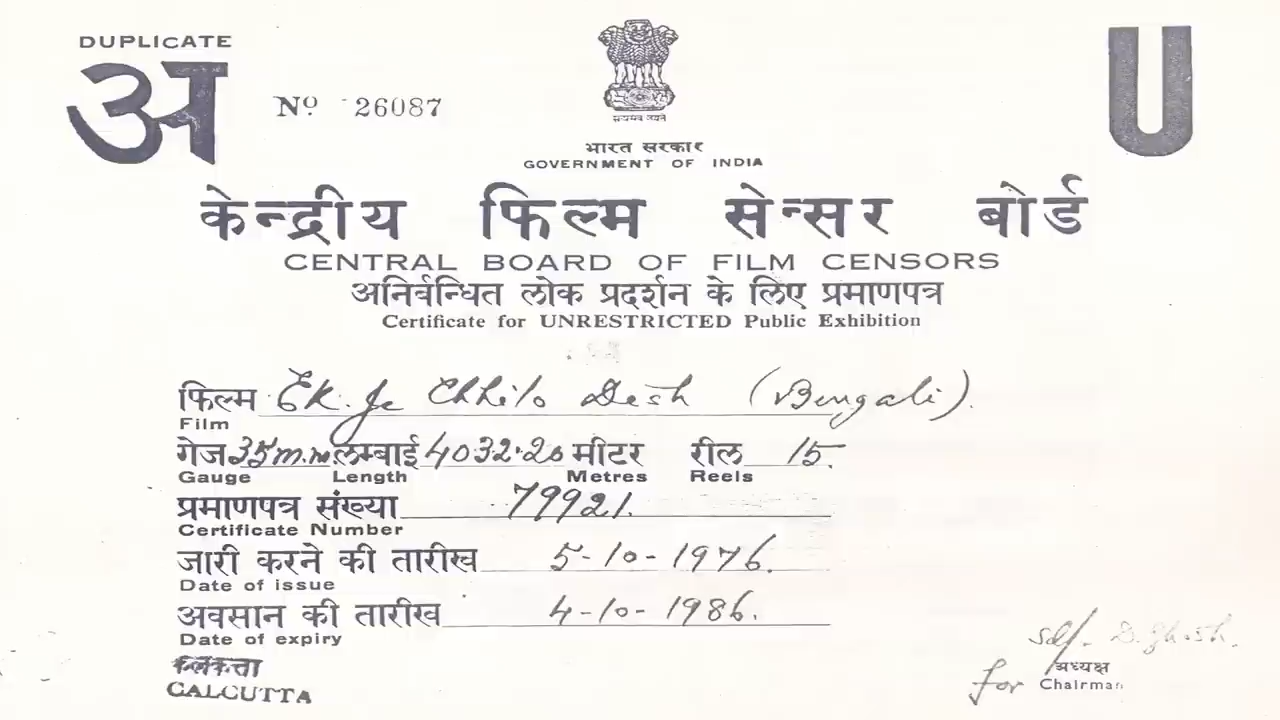 DUPLICATE
अ
Nº 26087
सत्यमेव जयते
U
भारत सरकार
GOVERNMENT OF INDIA
केन्द्रीय फिल्म सेन्सर बोर्ड
CENTRAL BOARD OF FILM CENSORS
अनिर्बन्धित लोक प्रदर्शन के लिए प्रमाणपत्र
Certificate for UNRESTRICTED Public Exhibition
फिल्म Ek. Je Chhilo Desh (Bengali).
Film
गेज 35m.m लम्बाई 4032.20 मीटर रील 15.
Gauge Length Metres Reels
प्रमाणपत्र संख्या 79921.
Certificate Number
जारी करने की तारीख 5-10-1976.
Date of issue
अवसान की तारीख 4-10-1986.
Date of expiry
कलकत्ता
CALCUTTA
sd/- D. Ghosh.
अध्यक्ष
for Chairman